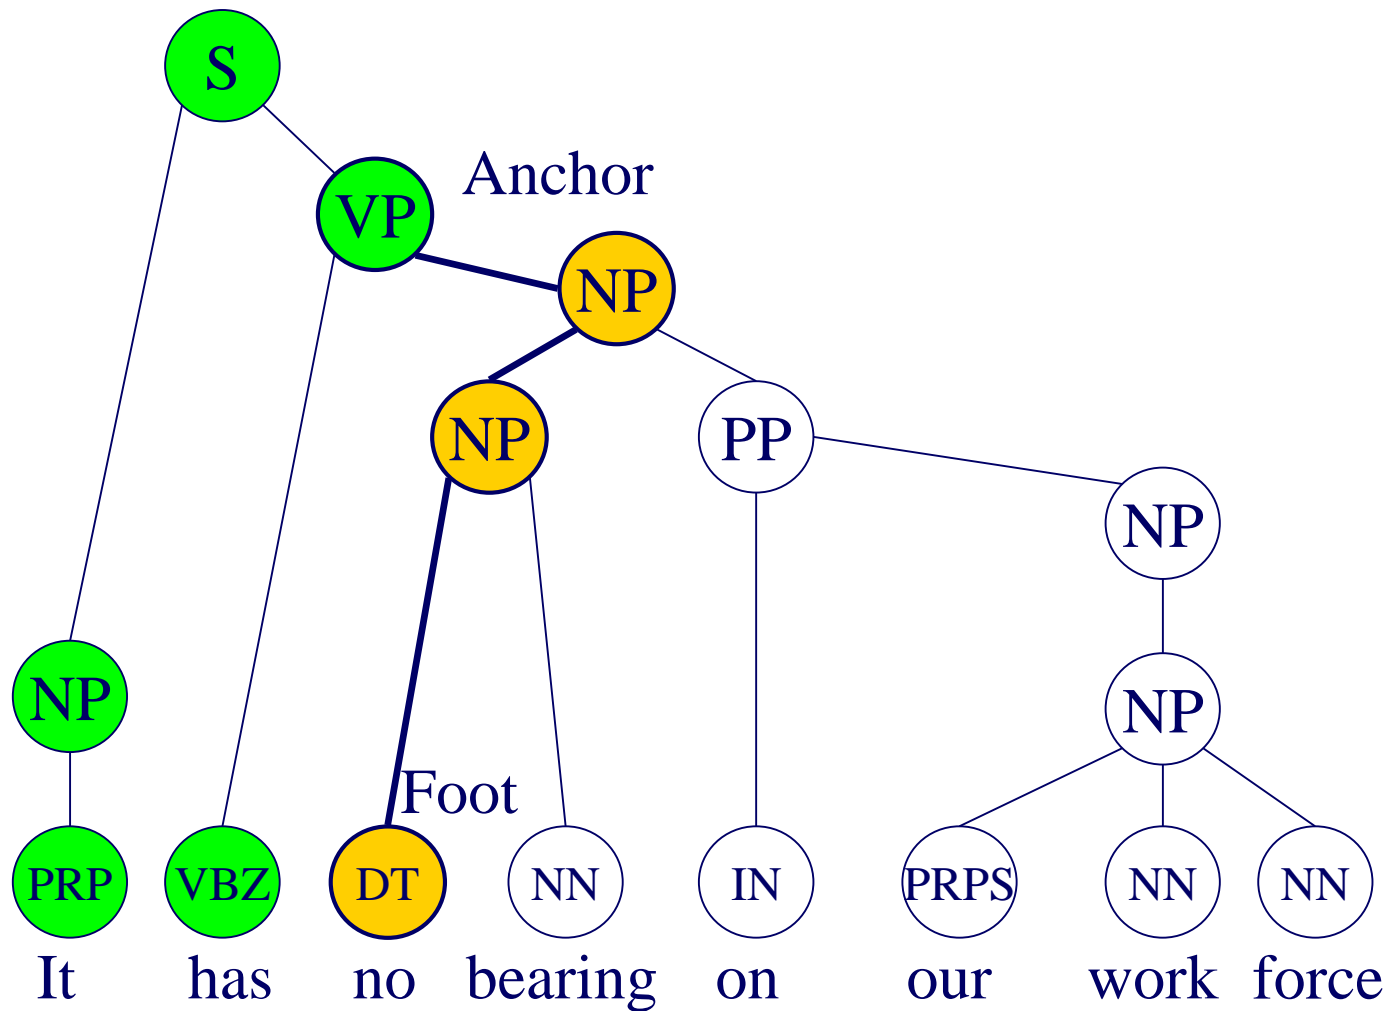 S
Anchor
VP
NP
NP PP
NP
NP NP
Foot
PRP VBZ DT NN IN PRPS NN NN
It has no bearing on our work force